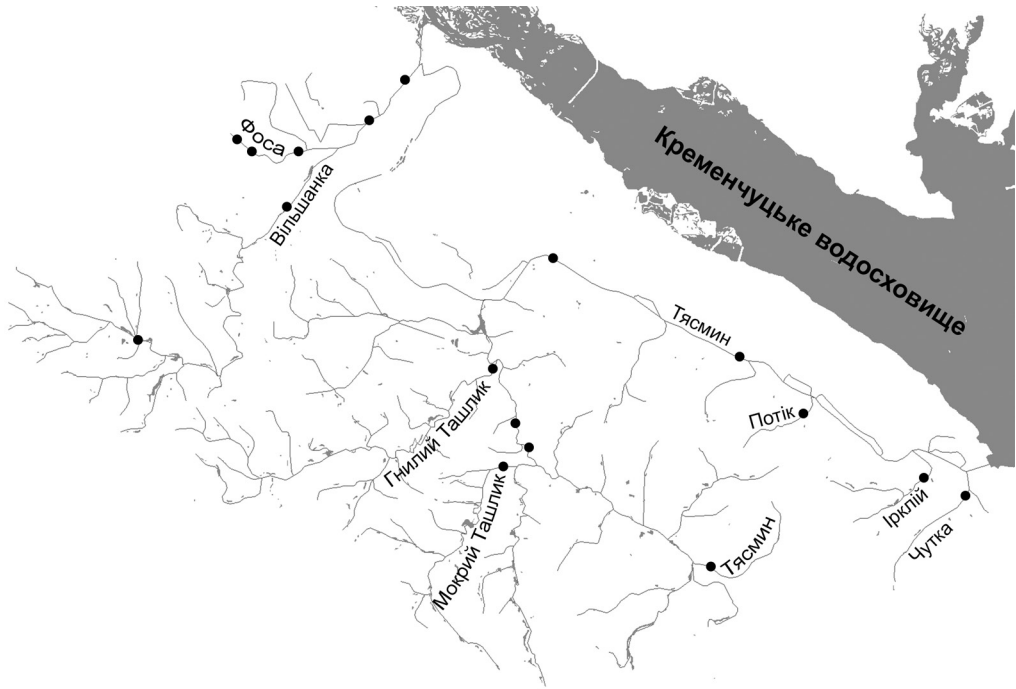 Фоса
Кременчуцьке водосховище
Вільшанка
Тясмин
Гнилий Ташлик
Потік
Мокрий Ташлик
Ірклій
Чутка
Тясмин